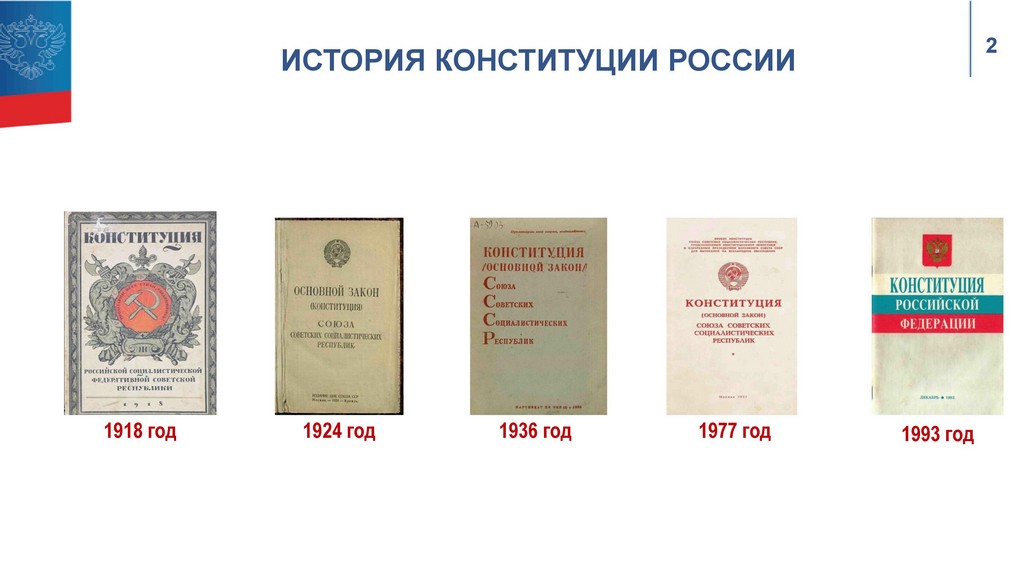 ИСТОРИЯ КОНСТИТУЦИИ РОССИИ
2
КОНСТИТУЦИЯ
РОССИЙСКОЙ СОЦИАЛИСТИЧЕСКОЙ
ФЕДЕРАТИВНОЙ СОВЕТСКОЙ
РЕСПУБЛИКИ
1918
1918 год
ОСНОВНОЙ ЗАКОН
(КОНСТИТУЦИЯ)
СОЮЗА
СОВЕТСКИХ СОЦИАЛИСТИЧЕСКИХ
РЕСПУБЛИК
1924 год
КОНСТИТУЦИЯ
/ОСНОВНОЙ ЗАКОН/
СОЮЗА
СОВЕТСКИХ
СОЦИАЛИСТИЧЕСКИХ
РЕСПУБЛИК
1936 год
КОНСТИТУЦИЯ
(ОСНОВНОЙ ЗАКОН)
СОЮЗА СОВЕТСКИХ
СОЦИАЛИСТИЧЕСКИХ
РЕСПУБЛИК
1977 год
КОНСТИТУЦИЯ
РОССИЙСКОЙ
ФЕДЕРАЦИИ
1993 год